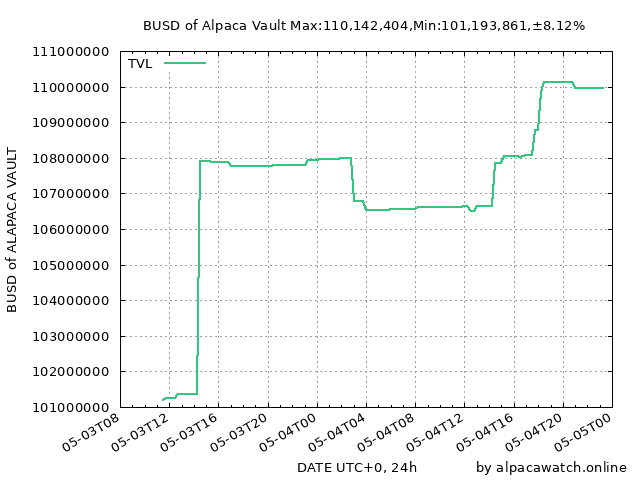 BUSD of Alpaca Vault Max:110,142,404,Min:101,193,861,±8.12%
TVL
111000000
110000000
109000000
108000000
107000000
106000000
105000000
104000000
103000000
102000000
101000000
BUSD of ALAPACA VAULT
05-03T08
05-03T12
05-03T16
05-03T20
05-04T00
05-04T04
05-04T08
05-04T12
05-04T16
05-04T20
05-05T00
DATE UTC+0, 24h
by alpacawatch.online